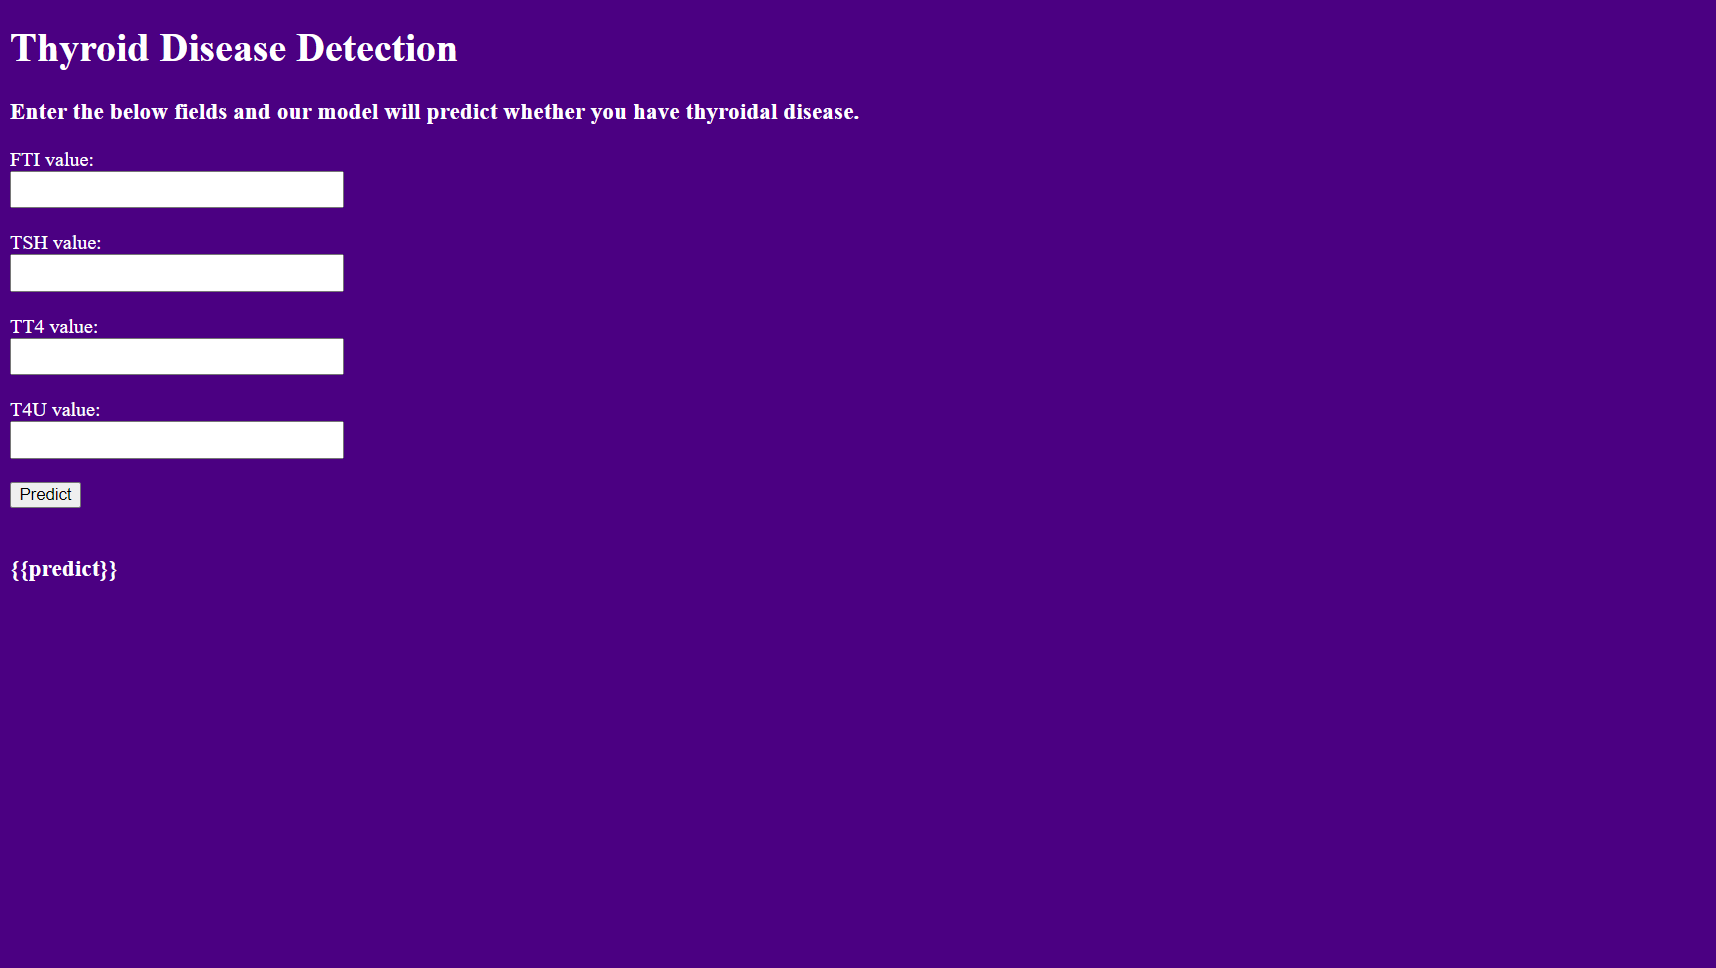 Thyroid Disease Detection
Enter the below fields and our model will predict whether you have thyroidal disease.
FTI value:
TSH value:
TT4 value:
T4U value:
Predict
{{predict}}